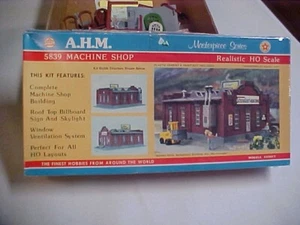 A.H.M.
Masterpiece Series
5839 MACHINE SHOP
Realistic HO Scale
THIS KIT FEATURES:
Complete
Machine Shop
Building
Roof Top Billboard
Sign And Skylight
Window
Ventilation System
Perfect For All
HO Layouts
THE FINEST HOBBIES FROM AROUND THE WORLD